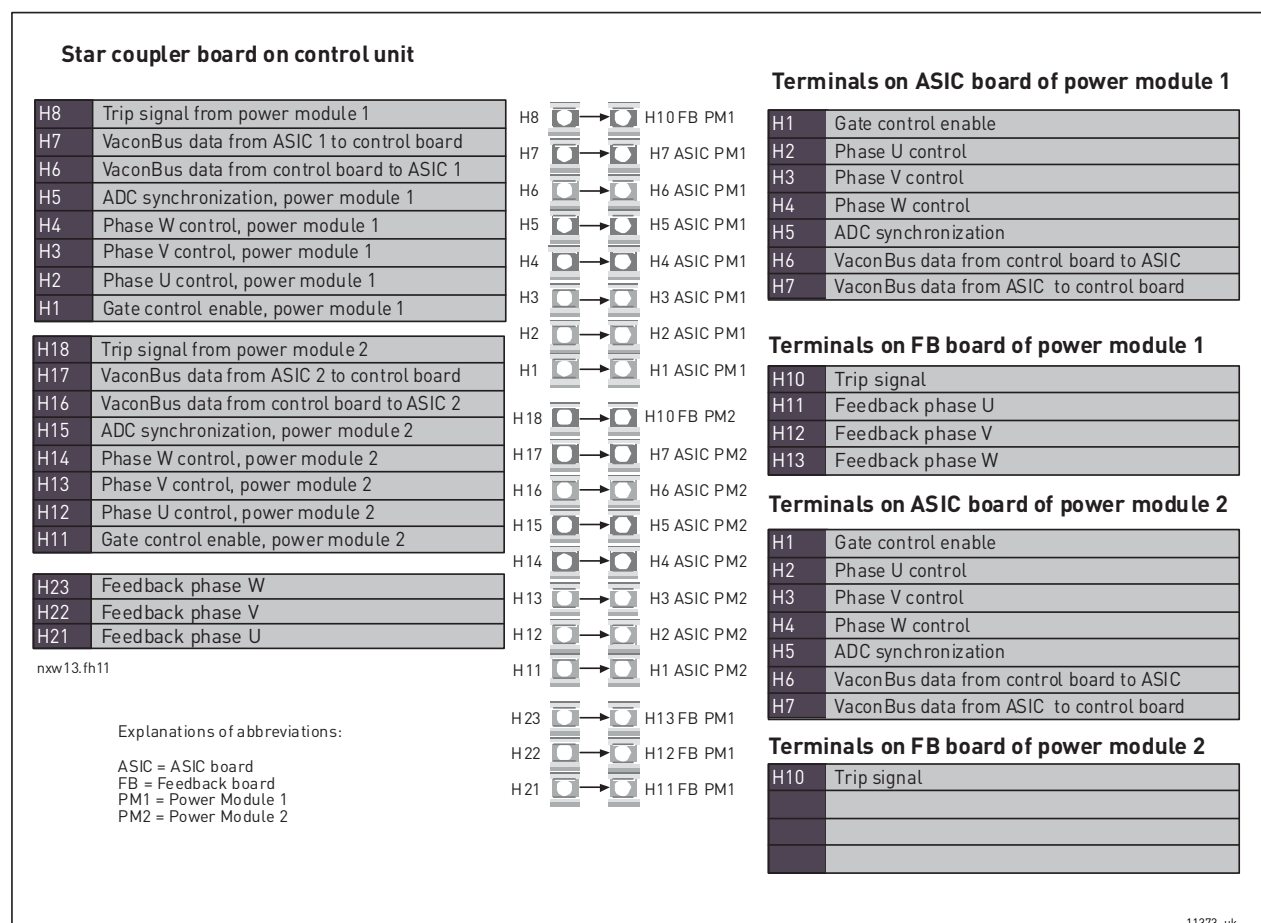 Star coupler board on control unit
H8 Trip signal from power module 1
H7 VaconBus data from ASIC 1 to control board
H6 VaconBus data from control board to ASIC 1
H5 ADC synchronization, power module 1
H4 Phase W control, power module 1
H3 Phase V control, power module 1
H2 Phase U control, power module 1
H1 Gate control enable, power module 1
H18 Trip signal from power module 2
H17 VaconBus data from ASIC 2 to control board
H16 VaconBus data from control board to ASIC 2
H15 ADC synchronization, power module 2
H14 Phase W control, power module 2
H13 Phase V control, power module 2
H12 Phase U control, power module 2
H11 Gate control enable, power module 2
H23 Feedback phase W
H22 Feedback phase V
H21 Feedback phase U
nxw13.fh11
Explanations of abbreviations:
ASIC = ASIC board
FB = Feedback board
PM1 = Power Module 1
PM2 = Power Module 2
H8 H10 FB PM1
H7 H7 ASIC PM1
H6 H6 ASIC PM1
H5 H5 ASIC PM1
H4 H4 ASIC PM1
H3 H3 ASIC PM1
H2 H2 ASIC PM1
H1 H1 ASIC PM1
H18 H10 FB PM2
H17 H7 ASIC PM2
H16 H6 ASIC PM2
H15 H5 ASIC PM2
H14 H4 ASIC PM2
H13 H3 ASIC PM2
H12 H2 ASIC PM2
H11 H1 ASIC PM2
H23 H13 FB PM1
H22 H12 FB PM1
H21 H11 FB PM1
Terminals on ASIC board of power module 1
H1 Gate control enable
H2 Phase U control
H3 Phase V control
H4 Phase W control
H5 ADC synchronization
H6 VaconBus data from control board to ASIC
H7 VaconBus data from ASIC to control board
Terminals on FB board of power module 1
H10 Trip signal
H11 Feedback phase U
H12 Feedback phase V
H13 Feedback phase W
Terminals on ASIC board of power module 2
H1 Gate control enable
H2 Phase U control
H3 Phase V control
H4 Phase W control
H5 ADC synchronization
H6 VaconBus data from control board to ASIC
H7 VaconBus data from ASIC to control board
Terminals on FB board of power module 2
H10 Trip signal
11373_uk